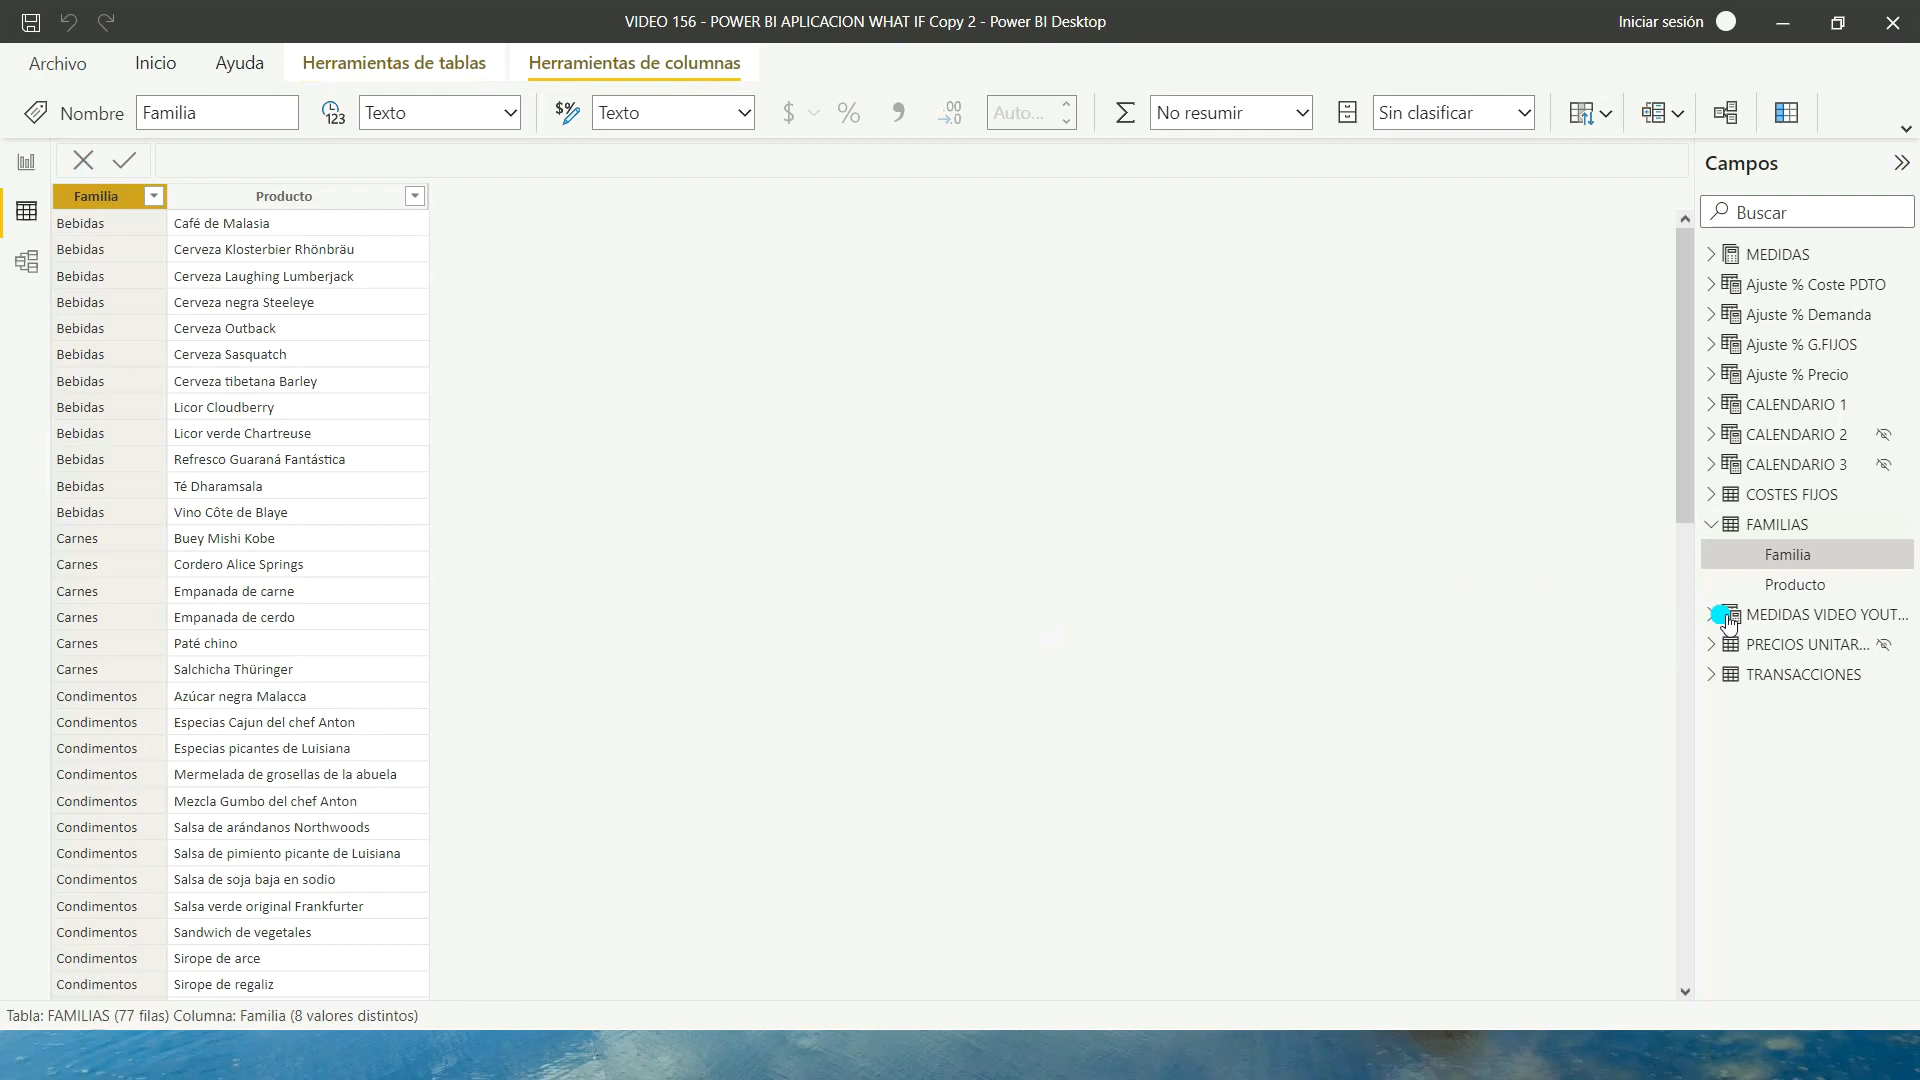 VIDEO 156 - POWER BI APLICACION WHAT IF Copy 2 - Power BI Desktop
Iniciar sesión
Archivo Inicio Ayuda Herramientas de tablas Herramientas de columnas
Nombre Familia Texto Texto $ % Auto... No resumir Sin clasificar
Campos
Buscar
MEDIDAS
Ajuste % Coste PDTO
Ajuste % Demanda
Ajuste % G.FIJOS
Ajuste % Precio
CALENDARIO 1
CALENDARIO 2
CALENDARIO 3
COSTES FIJOS
FAMILIAS
Familia
Producto
MEDIDAS VIDEO YOUT...
PRECIOS UNITAR...
TRANSACCIONES
Familia Producto
Bebidas Café de Malasia
Bebidas Cerveza Klosterbier Rhönbräu
Bebidas Cerveza Laughing Lumberjack
Bebidas Cerveza negra Steeleye
Bebidas Cerveza Outback
Bebidas Cerveza Sasquatch
Bebidas Cerveza tibetana Barley
Bebidas Licor Cloudberry
Bebidas Licor verde Chartreuse
Bebidas Refresco Guaraná Fantástica
Bebidas Té Dharamsala
Bebidas Vino Côte de Blaye
Carnes Buey Mishi Kobe
Carnes Cordero Alice Springs
Carnes Empanada de carne
Carnes Empanada de cerdo
Carnes Paté chino
Carnes Salchicha Thüringer
Condimentos Azúcar negra Malacca
Condimentos Especias Cajun del chef Anton
Condimentos Especias picantes de Luisiana
Condimentos Mermelada de grosellas de la abuela
Condimentos Mezcla Gumbo del chef Anton
Condimentos Salsa de arándanos Northwoods
Condimentos Salsa de pimiento picante de Luisiana
Condimentos Salsa de soja baja en sodio
Condimentos Salsa verde original Frankfurter
Condimentos Sandwich de vegetales
Condimentos Sirope de arce
Condimentos Sirope de regaliz
Tabla: FAMILIAS (77 filas) Columna: Familia (8 valores distintos)